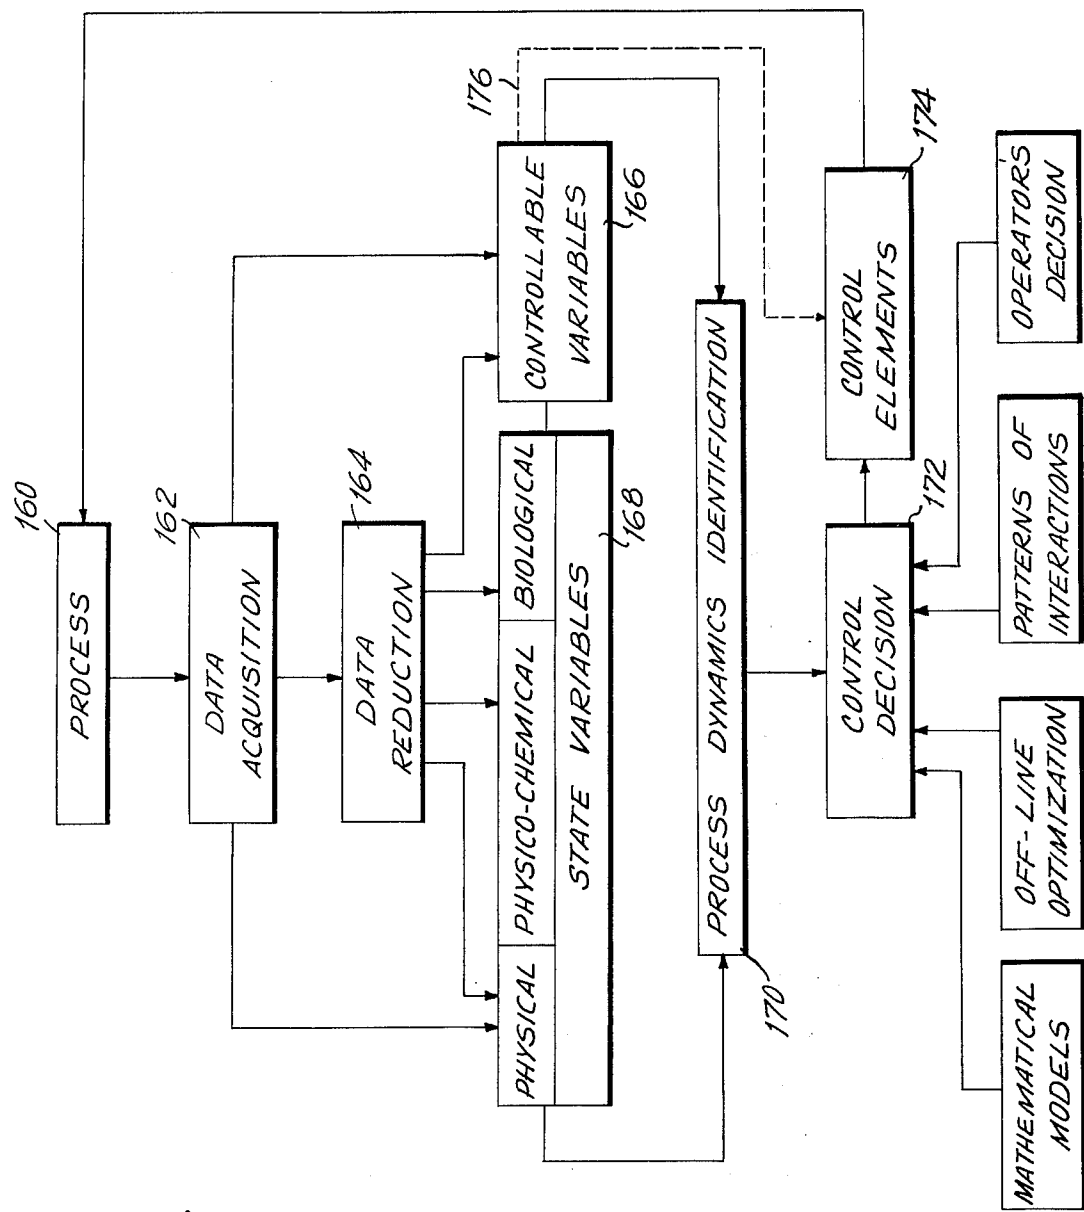 160
PROCESS
162
DATA
ACQUISITION
164
DATA
REDUCTION
176
CONTROLLABLE
VARIABLES
166
PHYSICAL
PHYSICO-CHEMICAL
BIOLOGICAL
STATE VARIABLES
168
PROCESS DYNAMICS IDENTIFICATION
170
CONTROL
DECISION
172
CONTROL
ELEMENTS
174
MATHEMATICAL
MODELS
OFF-LINE
OPTIMIZATION
PATTERNS OF
INTERACTIONS
OPERATORS
DECISION